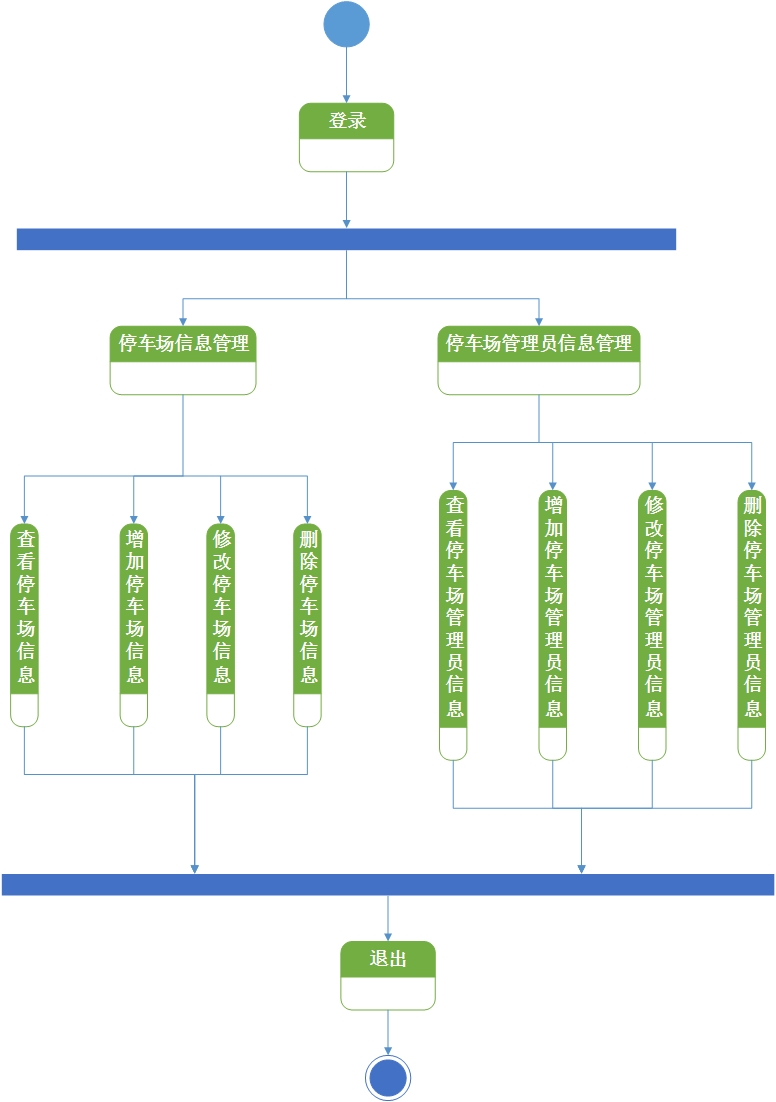 登录
停车场信息管理
停车场管理员信息管理
查看停车场信息
增加停车场信息
修改停车场信息
删除停车场信息
查看停车场管理员信息
增加停车场管理员信息
修改停车场管理员信息
删除停车场管理员信息
退出